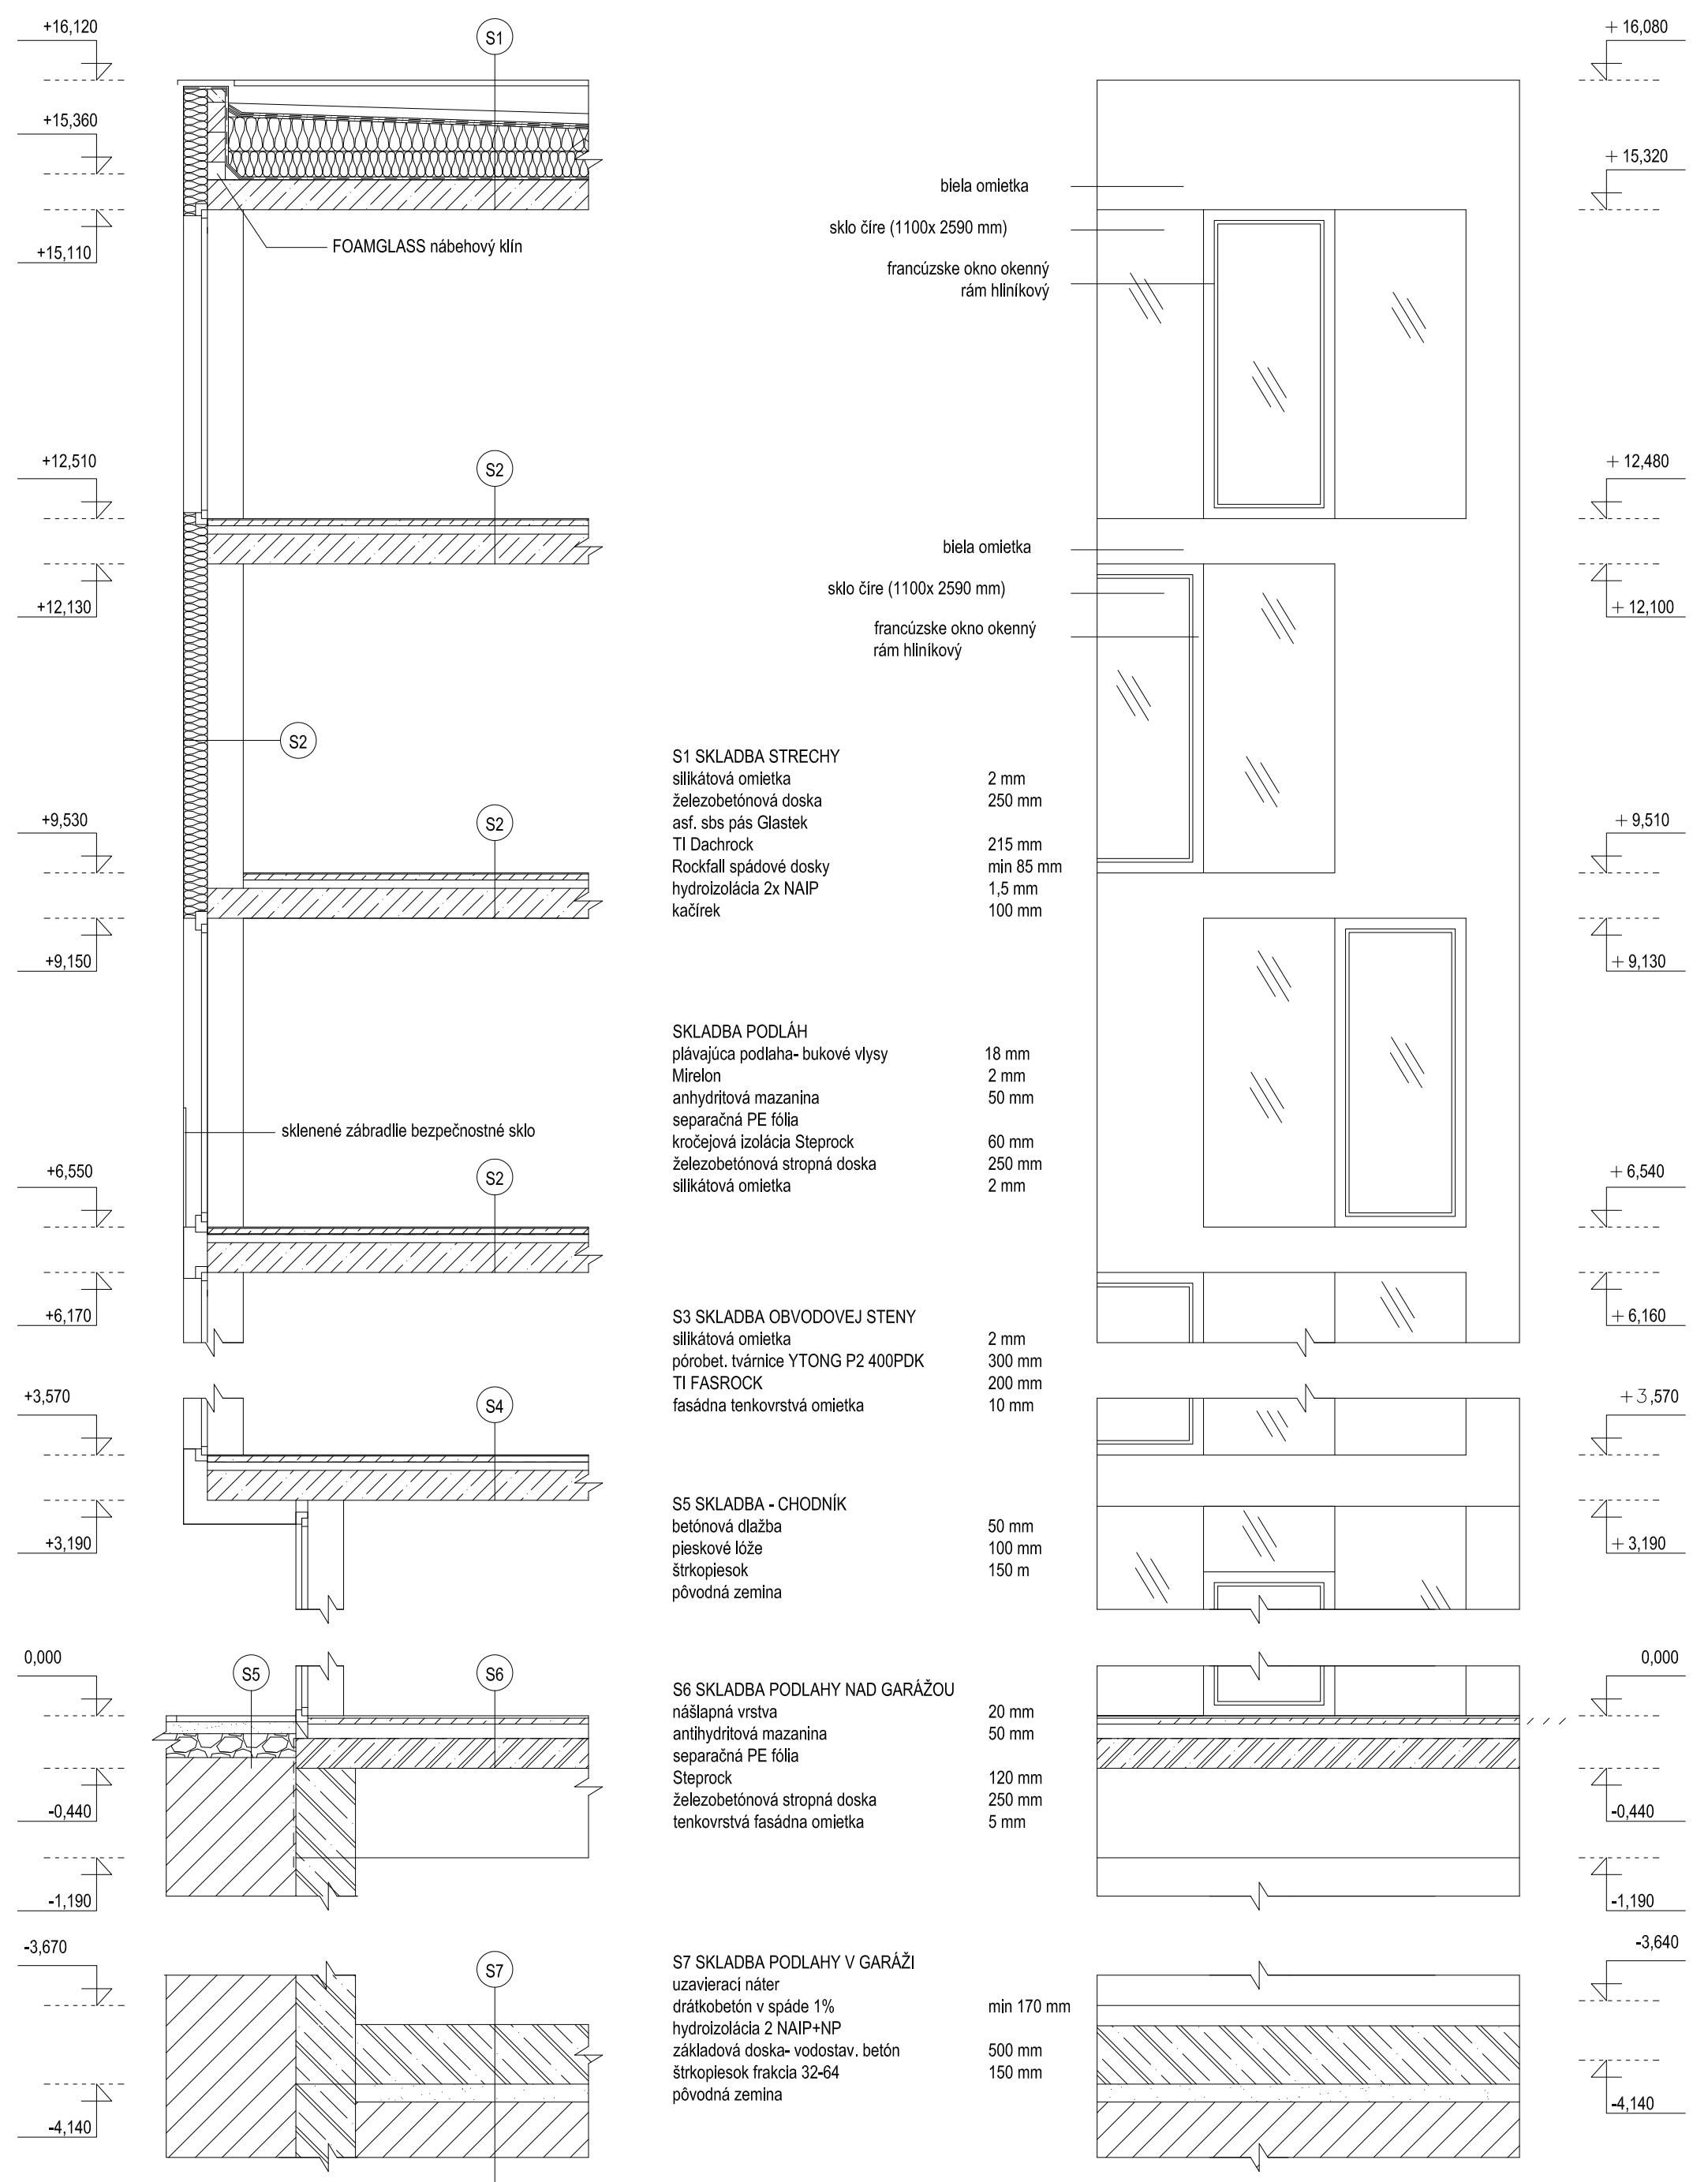 +16,120
S1
+ 16,080
+15,360
+ 15,320
biela omietka
sklo číre (1100x 2590 mm)
+15,110
FOAMGLASS nábehový klín
francúzske okno okenný
rám hliníkový
+12,510
S2
+ 12,480
biela omietka
sklo číre (1100x 2590 mm)
+12,130
+ 12,100
francúzske okno okenný
rám hliníkový
S2
S1 SKLADBA STRECHY
silikátová omietka 2 mm
železobetónová doska 250 mm
asf. sbs pás Glastek
TI Dachrock 215 mm
Rockfall spádové dosky min 85 mm
hydroizolácia 2x NAIP 1,5 mm
kačírek 100 mm
+9,530
S2
+ 9,510
+9,150
+ 9,130
SKLADBA PODLÁH
plávajúca podlaha- bukové vlysy 18 mm
Mirelon 2 mm
anhydritová mazanina 50 mm
separačná PE fólia
kročejová izolácia Steprock 60 mm
železobetónová stropná doska 250 mm
silikátová omietka 2 mm
sklenené zábradlie bezpečnostné sklo
+6,550
S2
+ 6,540
+6,170
+ 6,160
S3 SKLADBA OBVODOVEJ STENY
silikátová omietka 2 mm
pórobet. tvárnice YTONG P2 400PDK 300 mm
TI FASROCK 200 mm
fasádna tenkovrstvá omietka 10 mm
+3,570
S4
+3,570
+3,190
+ 3,190
S5 SKLADBA - CHODNÍK
betónová dlažba 50 mm
pieskové lóže 100 mm
štrkopiesok 150 m
pôvodná zemina
0,000
S5
S6
0,000
S6 SKLADBA PODLAHY NAD GARÁŽOU
nášlapná vrstva 20 mm
antihydritová mazanina 50 mm
separačná PE fólia
Steprock 120 mm
železobetónová stropná doska 250 mm
tenkovrstvá fasádna omietka 5 mm
-0,440
-0,440
-1,190
-1,190
-3,670
S7
-3,640
S7 SKLADBA PODLAHY V GARÁŽI
uzavierací náter
drátkobetón v spáde 1% min 170 mm
hydroizolácia 2 NAIP+NP
základová doska- vodostav. betón 500 mm
štrkopiesok frakcia 32-64 150 mm
pôvodná zemina
-4,140
-4,140